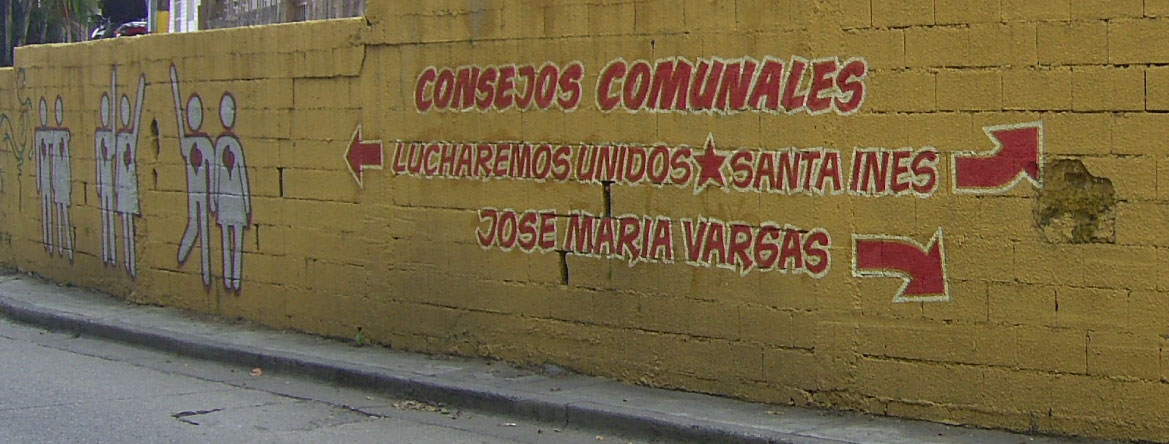 CONSEJOS COMUNALES
LUCHAREMOS UNIDOS★SANTA INES
JOSE MARIA VARGAS